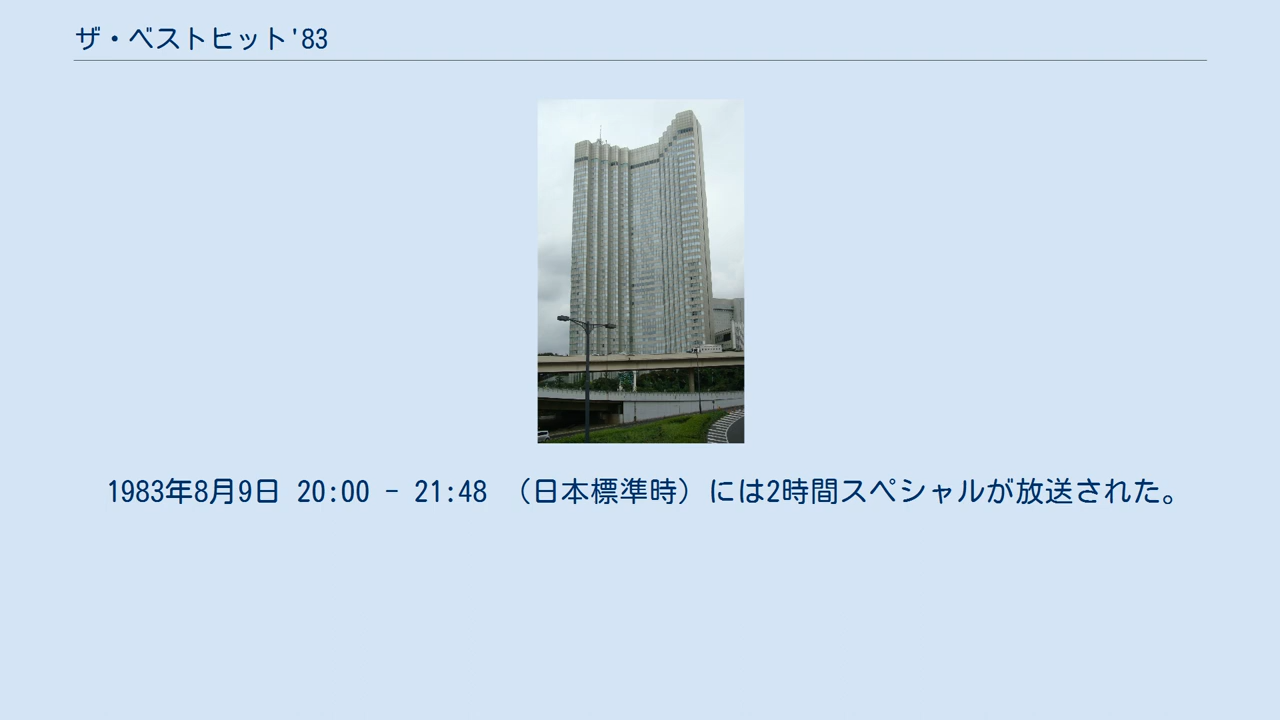 ザ・ベストヒット'83
1983年8月9日 20:00 - 21:48 （日本標準時）には2時間スペシャルが放送された。